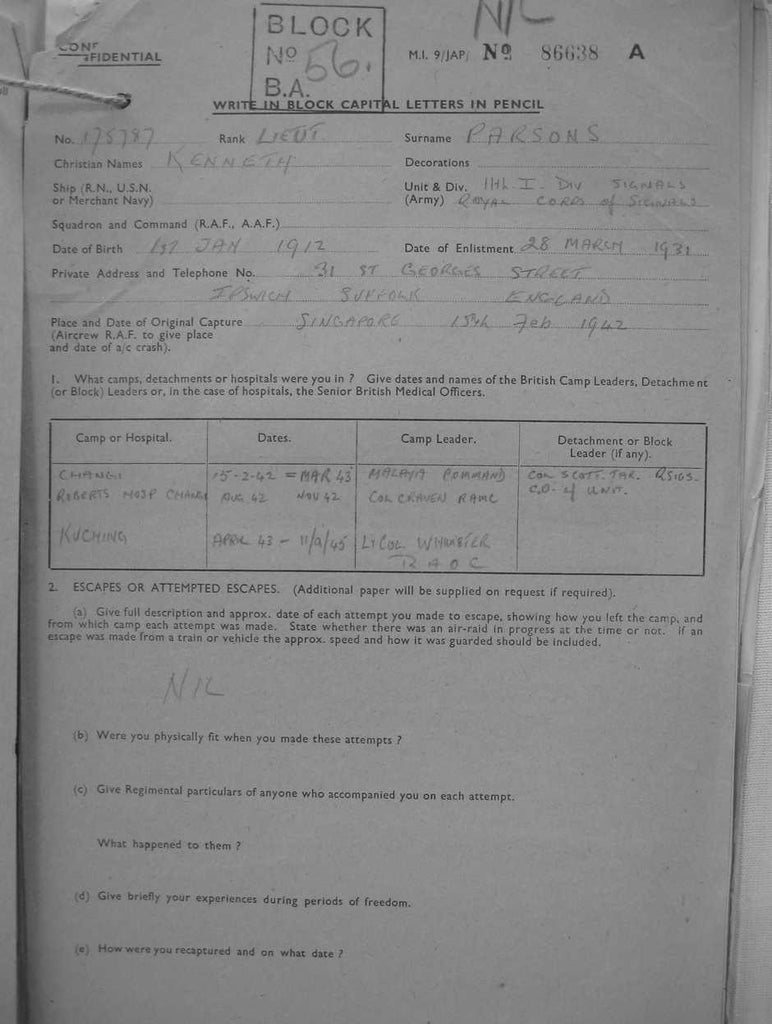 CONFIDENTIAL
BLOCK
No 56.
B.A.
NIL
M.I. 9/JAP/ No 86638 A
WRITE IN BLOCK CAPITAL LETTERS IN PENCIL
No. 175787 Rank LIEUT. Surname PARSONS
Christian Names KENNETH Decorations
Ship (R.N., U.S.N. or Merchant Navy)
Unit & Div. 11th I. DIV SIGNALS
(Army) ROYAL CORPS of SIGNALS
Squadron and Command (R.A.F., A.A.F.)
Date of Birth 1st JAN 1912 Date of Enlistment 28 MARCH 1931
Private Address and Telephone No. 31 ST GEORGES STREET
IPSWICH SUFFOLK ENGLAND
Place and Date of Original Capture SINGAPORE 15th Feb 1942
(Aircrew R.A.F. to give place
and date of a/c crash).
1. What camps, detachments or hospitals were you in ? Give dates and names of the British Camp Leaders, Detachment
(or Block) Leaders or, in the case of hospitals, the Senior British Medical Officers.
Camp or Hospital. Dates. Camp Leader. Detachment or Block
Leader (if any).
CHANGI 15-2-42 = MAR 43 MALAYA COMMAND COL SCOTT. R SIGS.
ROBERTS HOSP CHANGI AUG 42 NOV 42 COL CRAVEN RAMC C.O. of UNIT.
KUCHING APRIL 43 - 11/9/45 Lt COL. WHIMSTER
RAOC
2. ESCAPES OR ATTEMPTED ESCAPES. (Additional paper will be supplied on request if required).
(a) Give full description and approx. date of each attempt you made to escape, showing how you left the camp, and
from which camp each attempt was made. State whether there was an air-raid in progress at the time or not. If an
escape was made from a train or vehicle the approx. speed and how it was guarded should be included.
NIL
(b) Were you physically fit when you made these attempts ?
(c) Give Regimental particulars of anyone who accompanied you on each attempt.
What happened to them ?
(d) Give briefly your experiences during periods of freedom.
(e) How were you recaptured and on what date ?